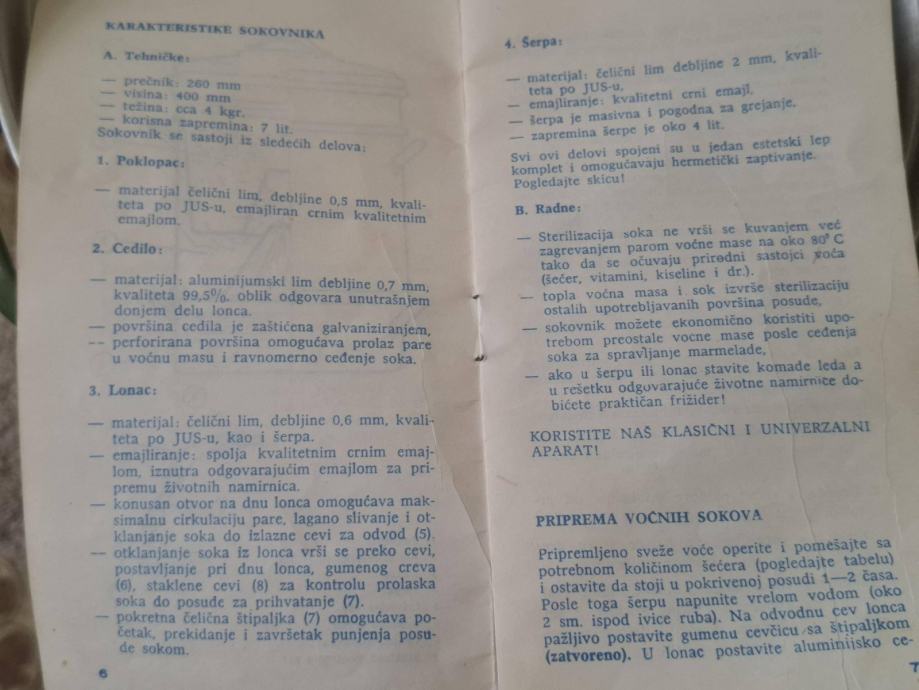 KARAKTERISTIKE SOKOVNIKA
A. Tehničke:
— prečnik: 260 mm
— visina: 400 mm
— težina: cca 4 kgr.
— korisna zapremina: 7 lit.
Sokovnik se sastoji iz sledećih delova:
1. Poklopac:
— materijal čelični lim, debljine 0,5 mm, kvali-
teta po JUS-u, emajliran crnim kvalitetnim
emajlom.
2. Cedilo:
— materijal: aluminijumski lim debljine 0,7 mm,
kvaliteta 99,5%. oblik odgovara unutrašnjem
donjem delu lonca.
— površina cedila je zaštićena galvaniziranjem,
-- perforirana površina omogućava prolaz pare
u voćnu masu i ravnomerno ceđenje soka.
3. Lonac:
— materijal: čelični lim, debljine 0,6 mm, kvali-
teta po JUS-u, kao i šerpa.
— emajliranje: spolja kvalitetnim crnim emaj-
lom, iznutra odgovarajućim emajlom za pri-
premu životnih namirnica.
— konusan otvor na dnu lonca omogućava mak-
simalnu cirkulaciju pare, lagano slivanje i ot-
klanjanje soka do izlazne cevi za odvod (5).
— otklanjanje soka iz lonca vrši se preko cevi,
postavljanje pri dnu lonca, gumenog creva
(6), staklene cevi (8) za kontrolu prolaska
soka do posude za prihvatanje (7).
— pokretna čelična štipaljka (7) omogućava po-
četak, prekidanje i završetak punjenja posu-
de sokom.
6
4. Šerpa:
— materijal: čelični lim debljine 2 mm, kvali-
teta po JUS-u,
— emajliranje: kvalitetni crni emajl,
— šerpa je masivna i pogodna za grejanje,
— zapremina šerpe je oko 4 lit.
Svi ovi delovi spojeni su u jedan estetski lep
komplet i omogućavaju hermetički zaptivanje.
Pogledajte skicu!
B. Radne:
— Sterilizacija soka ne vrši se kuvanjem već
zagrevanjem parom voćne mase na oko 80° C
tako da se očuvaju prirodni sastojci voća
(šećer, vitamini, kiseline i dr.).
— topla voćna masa i sok izvrše sterilizaciju
ostalih upotrebljavanih površina posude,
— sokovnik možete ekonomično koristiti upo-
trebom preostale vocne mase posle ceđenja
soka za spravljanje marmelade,
— ako u šerpu ili lonac stavite komade leda a
u rešetku odgovarajuće životne namirnice do-
bićete praktičan frižider!
KORISTITE NAŠ KLASIČNI I UNIVERZALNI
APARAT!
PRIPREMA VOĆNIH SOKOVA
Pripremljeno sveže voće operite i pomešajte sa
potrebnom količinom šećera (pogledajte tabelu)
i ostavite da stoji u pokrivenoj posudi 1—2 časa.
Posle toga šerpu napunite vrelom vodom (oko
2 sm. ispod ivice ruba). Na odvodnu cev lonca
pažljivo postavite gumenu cevčicu sa štipaljkom
(zatvoreno). U lonac postavite aluminijsko ce-
7